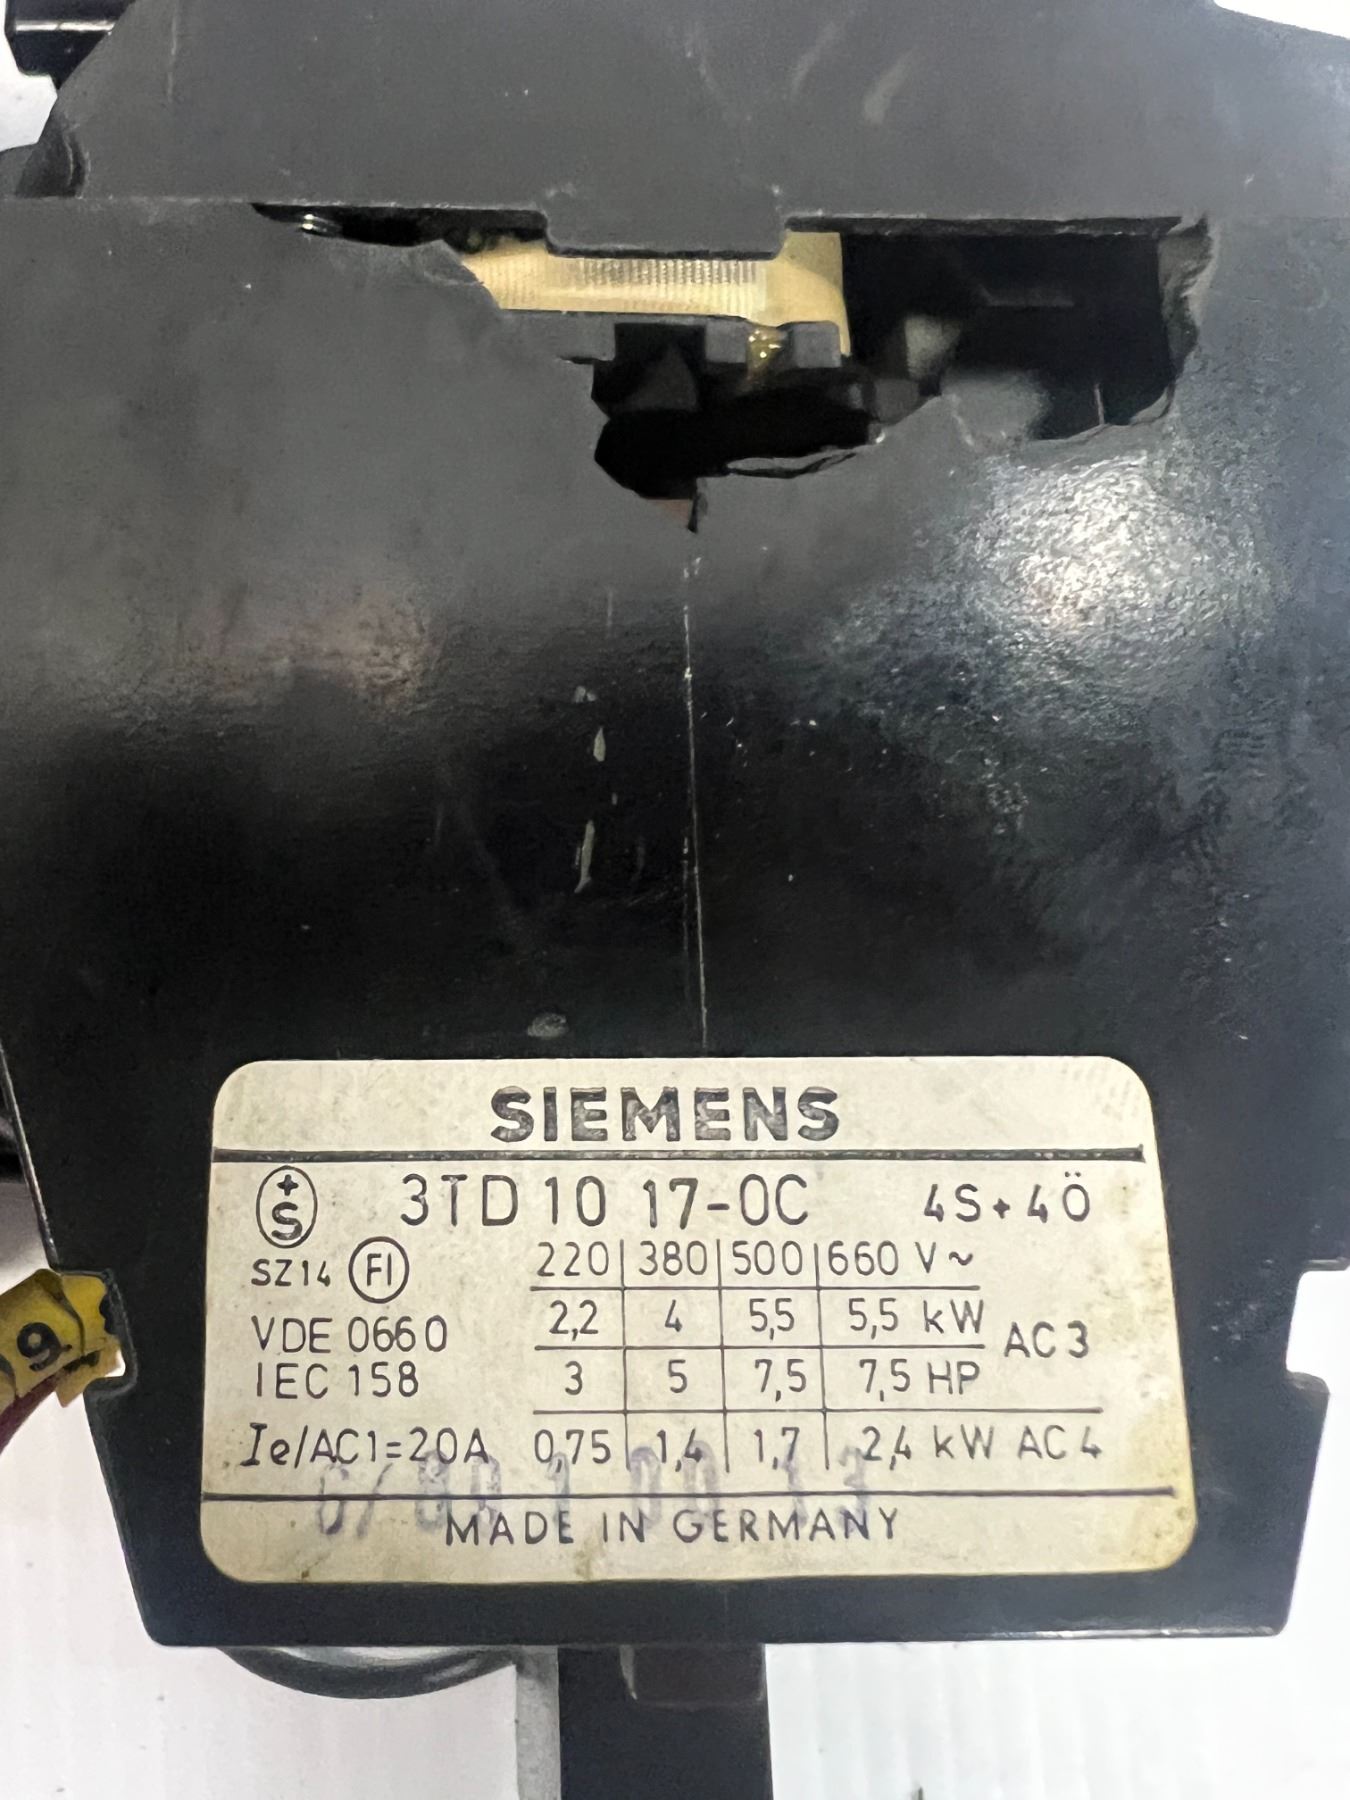 SIEMENS
+S 3TD10 17-0C 4S+4Ö
SZ14 FI 220 380 500 660 V~
VDE 0660 2,2 4 5,5 5,5 kW AC3
IEC 158 3 5 7,5 7,5 HP
Ie/AC1=20A 0,75 1,4 1,7 2,4 kW AC4
MADE IN GERMANY
9